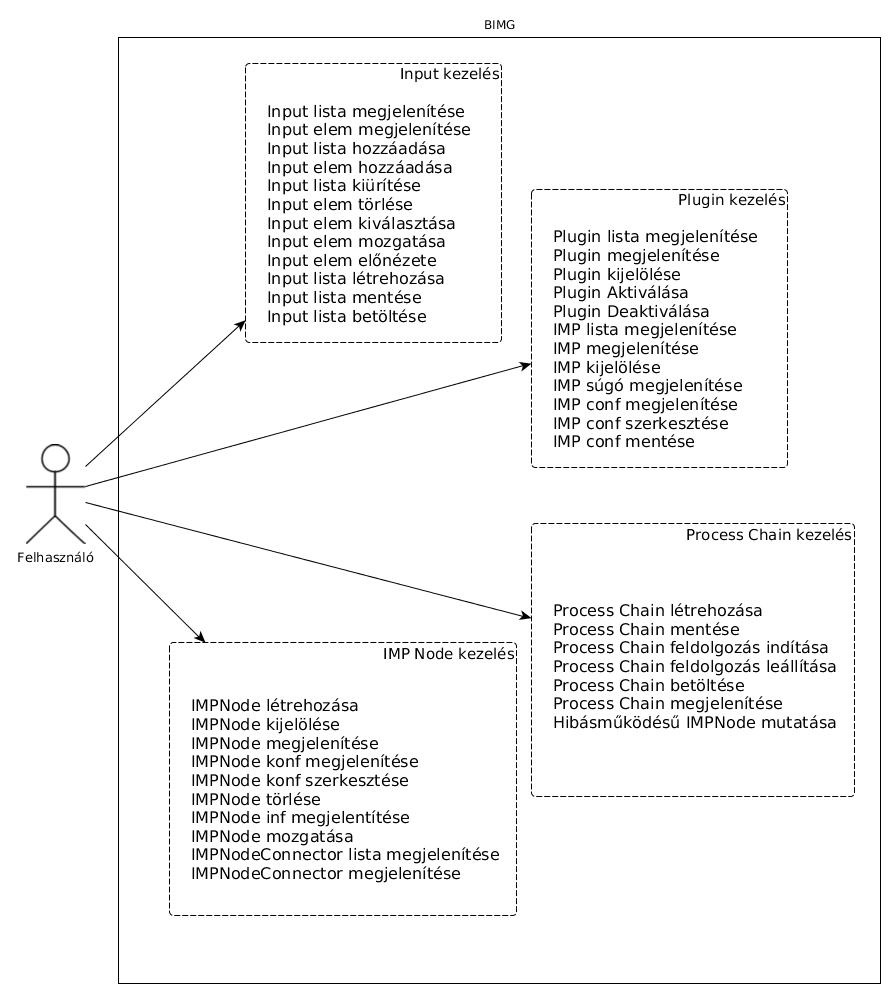 BIMG
Input kezelés
Input lista megjelenítése
Input elem megjelenítése
Input lista hozzáadása
Input elem hozzáadása
Input lista kiürítése
Input elem törlése
Input elem kiválasztása
Input elem mozgatása
Input elem előnézete
Input lista létrehozása
Input lista mentése
Input lista betöltése
Plugin kezelés
Plugin lista megjelenítése
Plugin megjelenítése
Plugin kijelölése
Plugin Aktiválása
Plugin Deaktiválása
IMP lista megjelenítése
IMP megjelenítése
IMP kijelölése
IMP súgó megjelenítése
IMP conf megjelenítése
IMP conf szerkesztése
IMP conf mentése
Felhasználó
Process Chain kezelés
Process Chain létrehozása
Process Chain mentése
Process Chain feldolgozás indítása
Process Chain feldolgozás leállítása
Process Chain betöltése
Process Chain megjelenítése
Hibásműködésű IMPNode mutatása
IMP Node kezelés
IMPNode létrehozása
IMPNode kijelölése
IMPNode megjelenítése
IMPNode konf megjelenítése
IMPNode konf szerkesztése
IMPNode törlése
IMPNode inf megjelentítése
IMPNode mozgatása
IMPNodeConnector lista megjelenítése
IMPNodeConnector megjelenítése